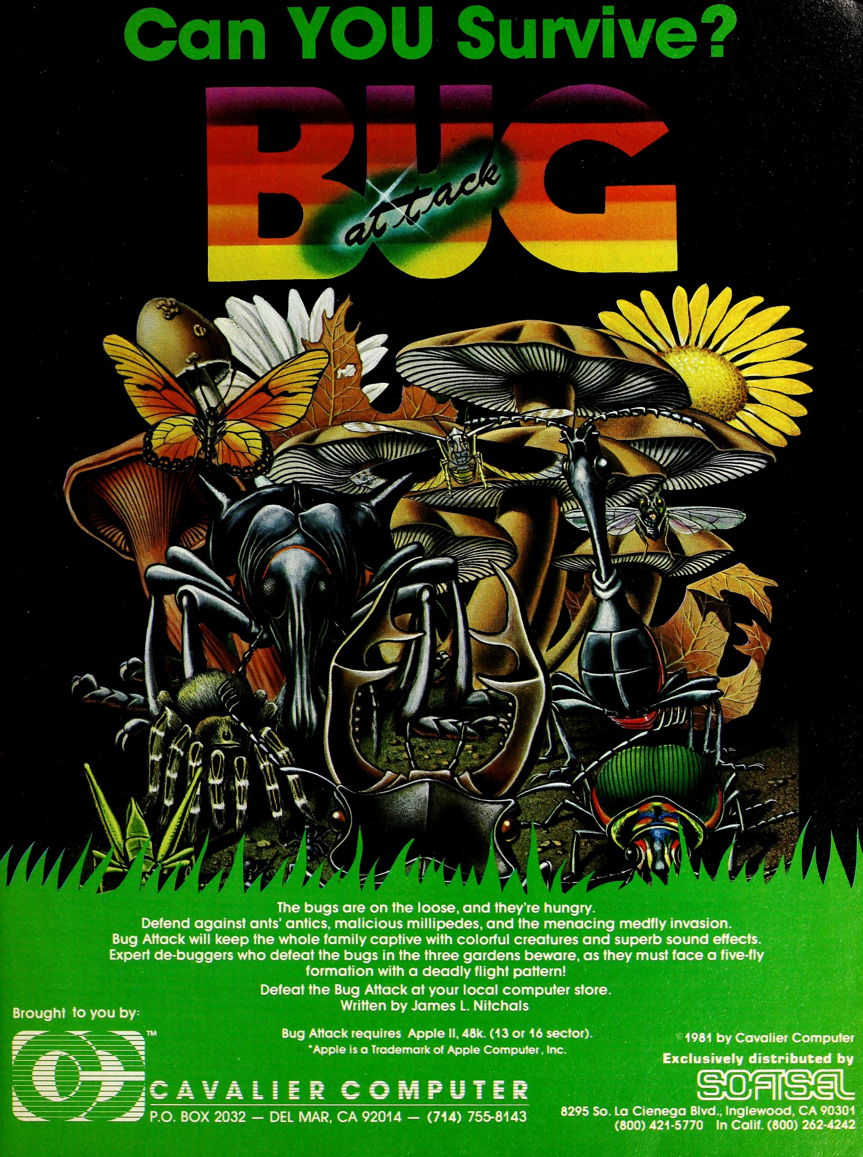 Can YOU Survive?
BUG
attack
The bugs are on the loose, and they're hungry.
Defend against ants' antics, malicious millipedes, and the menacing medfly invasion.
Bug Attack will keep the whole family captive with colorful creatures and superb sound effects.
Expert de-buggers who defeat the bugs in the three gardens beware, as they must face a five-fly
formation with a deadly flight pattern!
Defeat the Bug Attack at your local computer store.
Written by James L. Nitchals
Brought to you by:
TM
CAVALIER COMPUTER
P.O. BOX 2032 — DEL MAR, CA 92014 — (714) 755-8143
Bug Attack requires Apple II, 48k. (13 or 16 sector).
*Apple is a Trademark of Apple Computer, Inc.
©1981 by Cavalier Computer
Exclusively distributed by
SOFTSEL
8295 So. La Cienega Blvd., Inglewood, CA 90301
(800) 421-5770 In Calif. (800) 262-4242